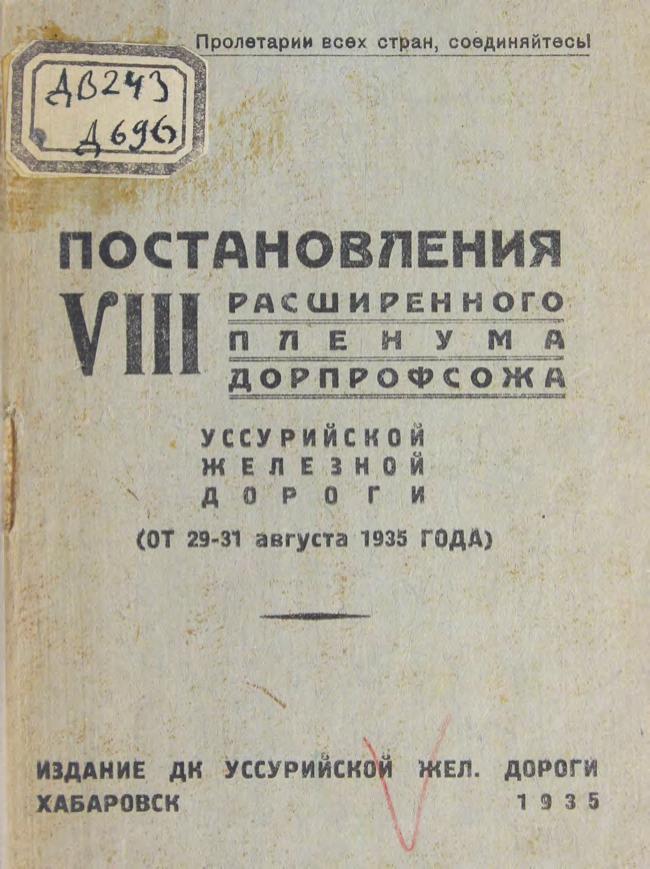 Пролетарии всех стран, соединяйтесь!
ДВ243
Д696
ПОСТАНОВЛЕНИЯ
VIII РАСШИРЕННОГО
ПЛЕНУМА
ДОРПРОФСОЖА
УССУРИЙСКОЙ
ЖЕЛЕЗНОЙ
ДОРОГИ
(ОТ 29-31 августа 1935 ГОДА)
ИЗДАНИЕ ДК УССУРИЙСКОЙ ЖЕЛ. ДОРОГИ
ХАБАРОВСК 1935